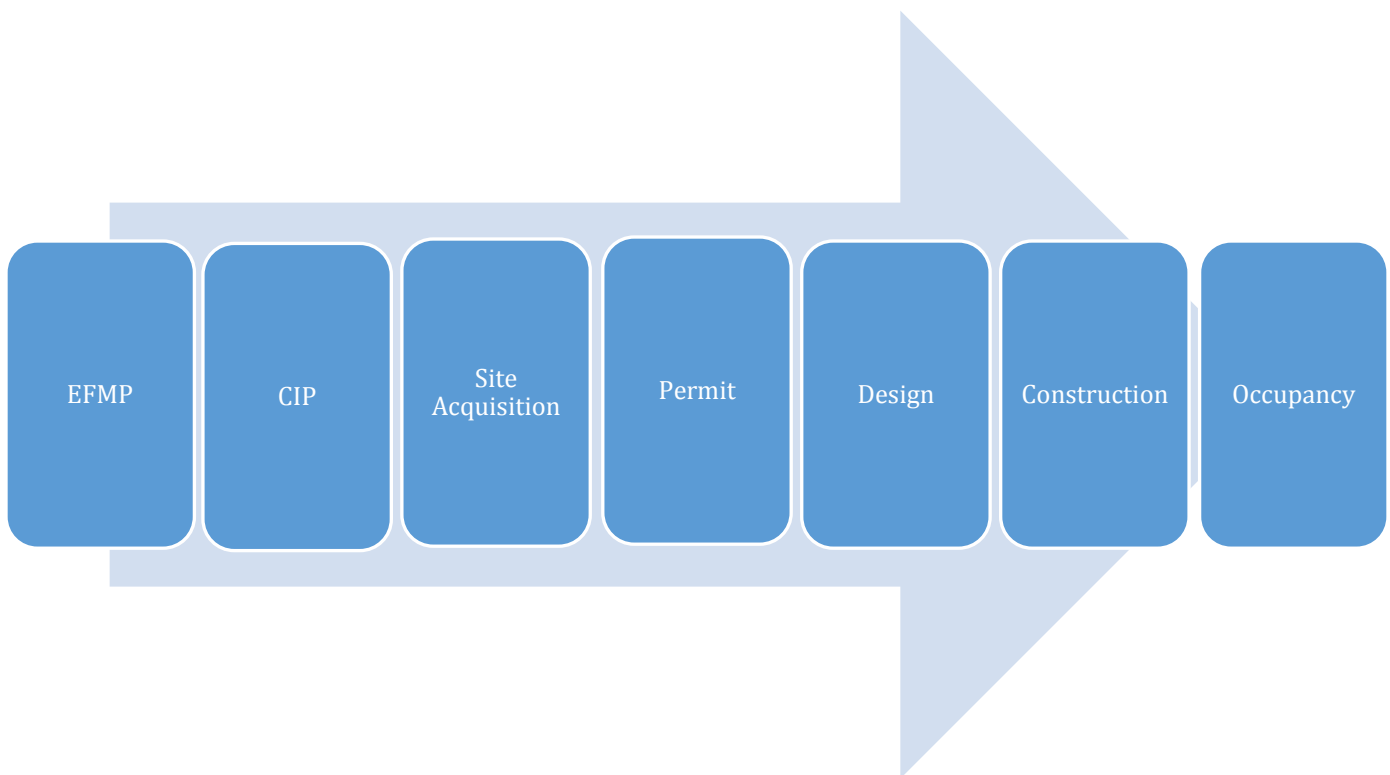 EFMP
CIP
Site
Acquisition
Permit
Design
Construction
Occupancy